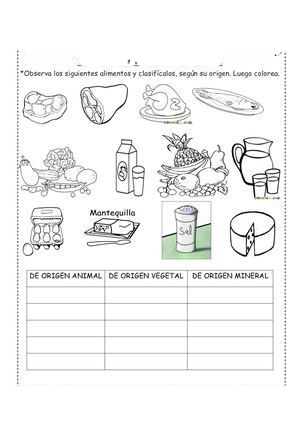 *Observa los siguientes alimentos y clasifícalos, según su origen. Luego colorea.
Mantequilla
Sal
DE ORIGEN ANIMAL DE ORIGEN VEGETAL DE ORIGEN MINERAL